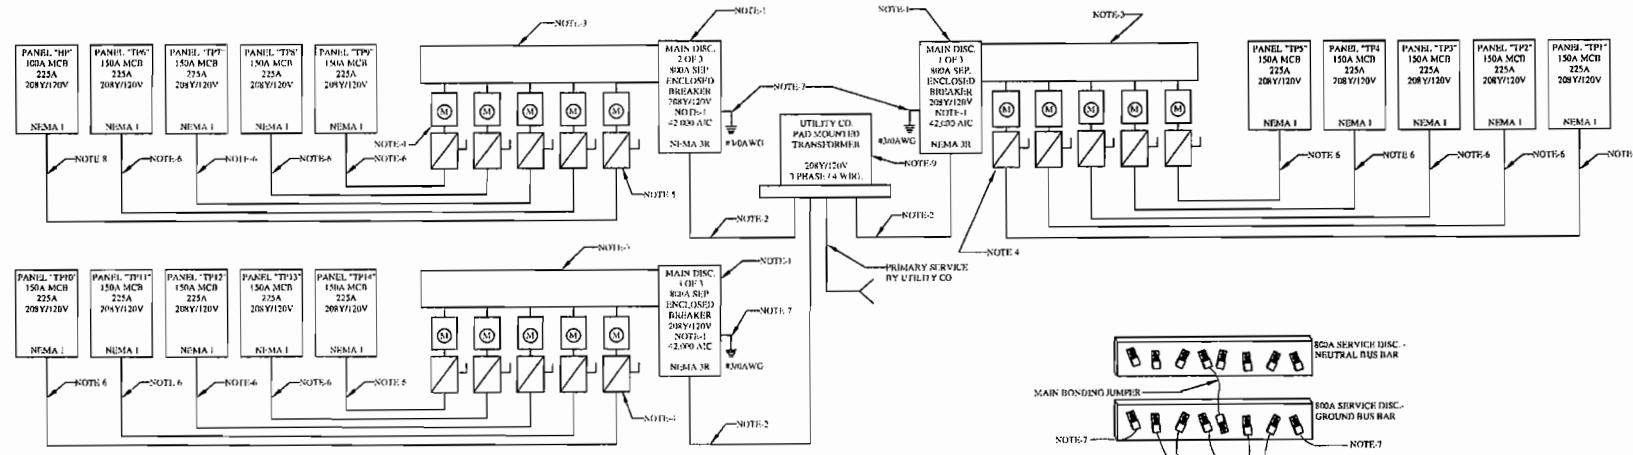 NOTE-1
NOTE-3
PANEL "HP"
100A MCB
225A
208Y/120V
NEMA 1
PANEL "TP6"
150A MCB
225A
208Y/120V
NEMA 1
PANEL "TP7"
150A MCB
225A
208Y/120V
NEMA 1
PANEL "TP8"
150A MCB
225A
208Y/120V
NEMA 1
PANEL "TP9"
150A MCB
225A
208Y/120V
NEMA 1
NOTE 8
NOTE-6
NOTE-6
NOTE-6
NOTE-6
M
M
M
M
M
NOTE-5
MAIN DISC.
2 OF 3
800A SEP
ENCLOSED
BREAKER
208Y/120V
NOTE-1
42,000 AIC
NEMA 3R
#3/0AWG
NOTE-7
NOTE-2
UTILITY CO.
PAD MOUNTED
TRANSFORMER
208Y/120V
3 PHASE / 4 WIRE
NOTE-9
NOTE-1
NOTE-3
MAIN DISC.
1 OF 3
800A SEP.
ENCLOSED
BREAKER
208Y/120V
NOTE-1
42,000 AIC
NEMA 3R
#3/0AWG
NOTE-2
M
M
M
M
M
NOTE 4
PANEL "TP5"
150A MCB
225A
208Y/120V
NEMA 1
PANEL "TP4
150A MCB
225A
208Y/120V
NEMA 1
PANEL "TP3"
150A MCB
225A
208Y/120V
NEMA 1
PANEL "TP2"
150A MCB
225A
208Y/120V
NEMA 1
PANEL "TP1"
150A MCB
225A
208Y/120V
NEMA 1
NOTE 6
NOTE 6
NOTE-6
NOTE-6
NOTE
PRIMARY SERVICE
BY UTILITY CO
PANEL "TP10"
150A MCB
225A
208Y/120V
NEMA 1
PANEL "TP11"
150A MCB
225A
208Y/120V
NEMA 1
PANEL "TP12"
150A MCB
225A
208Y/120V
NEMA 1
PANEL "TP13"
150A MCB
225A
208Y/120V
NEMA 1
PANEL "TP14"
150A MCB
225A
208Y/120V
NEMA 1
NOTE 6
NOTE 6
NOTE-6
NOTE-6
M
M
M
M
M
NOTE-4
NOTE-1
MAIN DISC.
800A SEP
ENCLOSED
BREAKER
208Y/120V
NOTE-1
42,000 AIC
NEMA 3R
#3/0AWG
NOTE 7
NOTE-2
800A SERVICE DISC.-
NEUTRAL BUS BAR
MAIN BONDING JUMPER
800A SERVICE DISC.-
GROUND BUS BAR
NOTE-7
NOTE-7